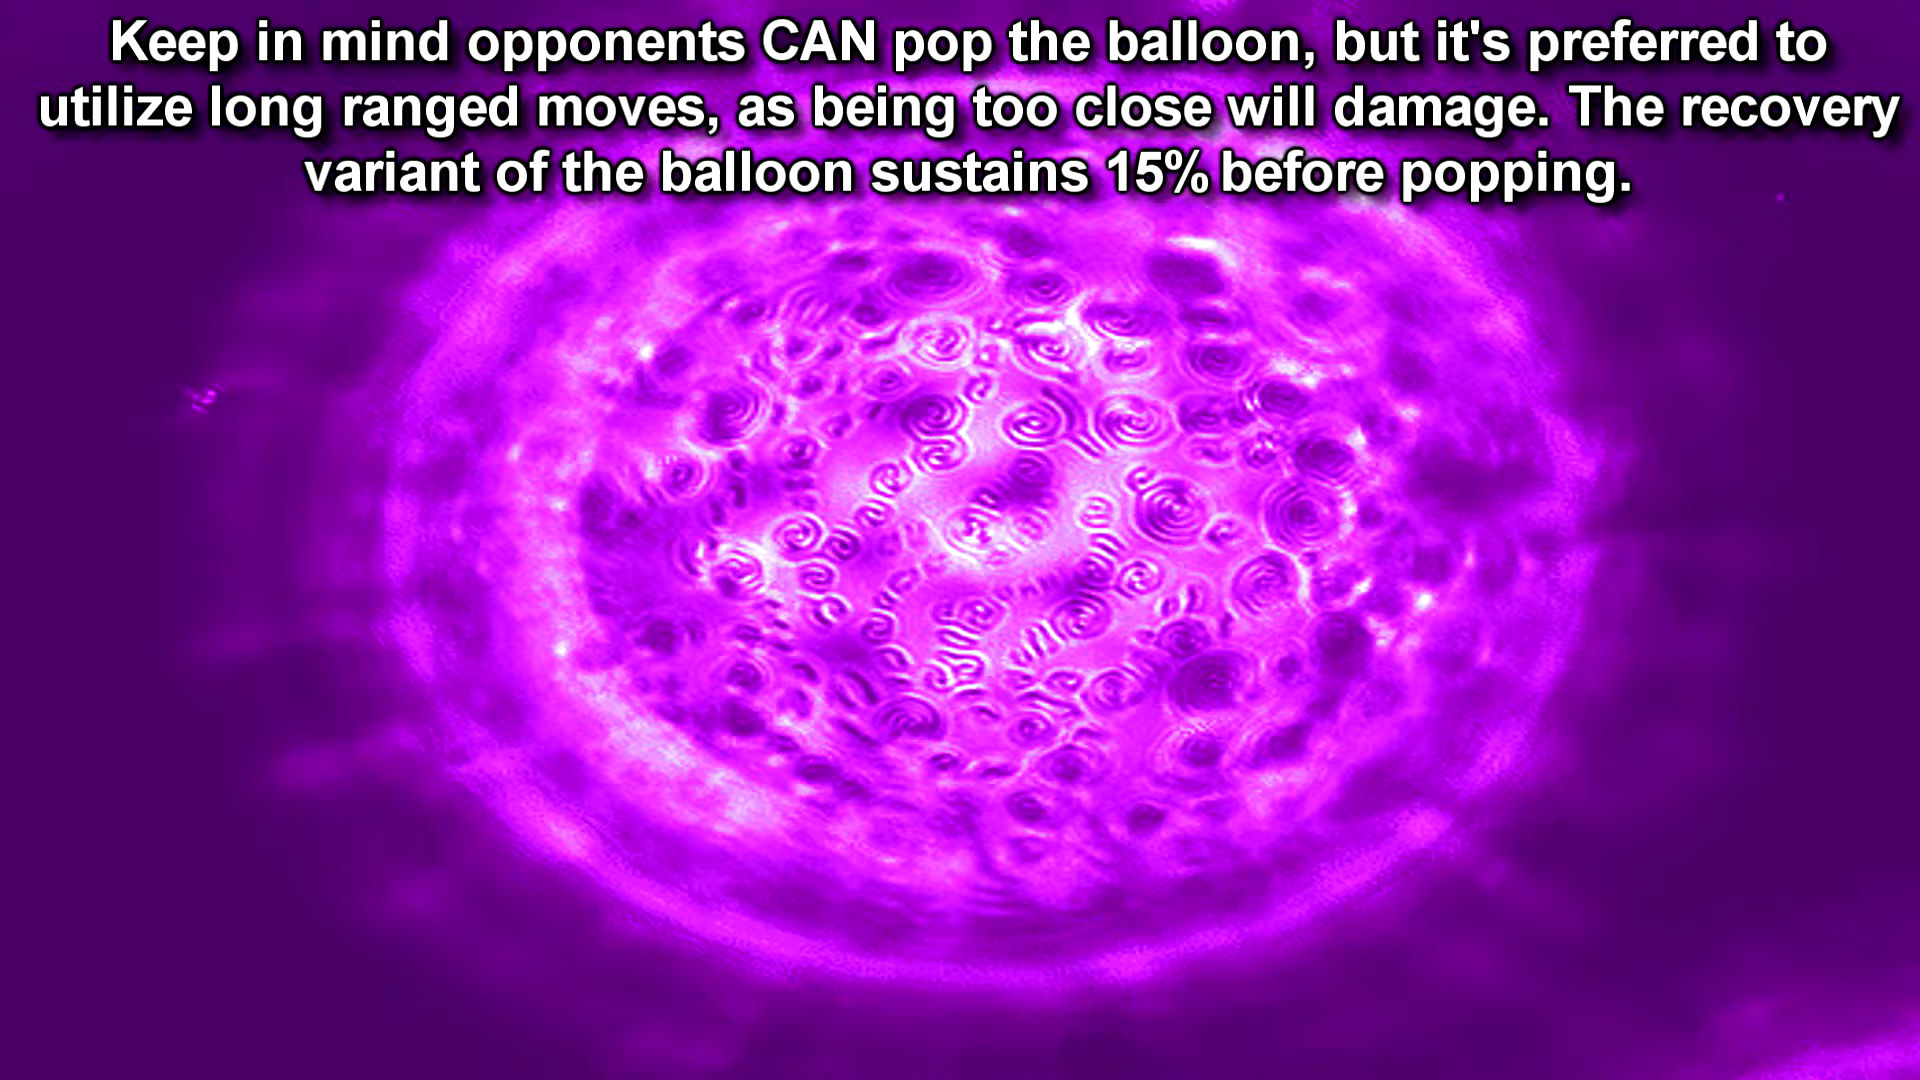 Keep in mind opponents CAN pop the balloon, but it's preferred to
utilize long ranged moves, as being too close will damage. The recovery
variant of the balloon sustains 15% before popping.